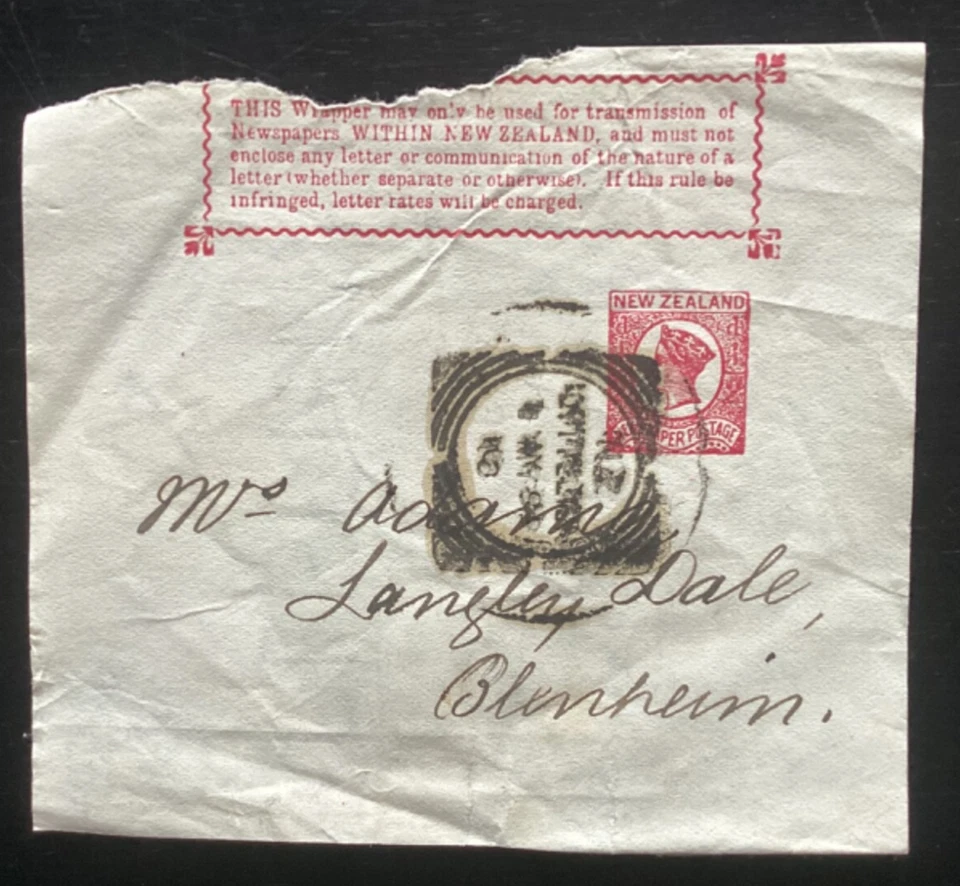 THIS Wrapper may only be used for transmission of
Newspapers WITHIN NEW ZEALAND, and must not
enclose any letter or communication of the nature of a
letter (whether separate or otherwise). If this rule be
infringed, letter rates will be charged.
NEW ZEALAND
POSTAGE
NZ
Mrs Adams,
Langley Dale,
Blenheim.